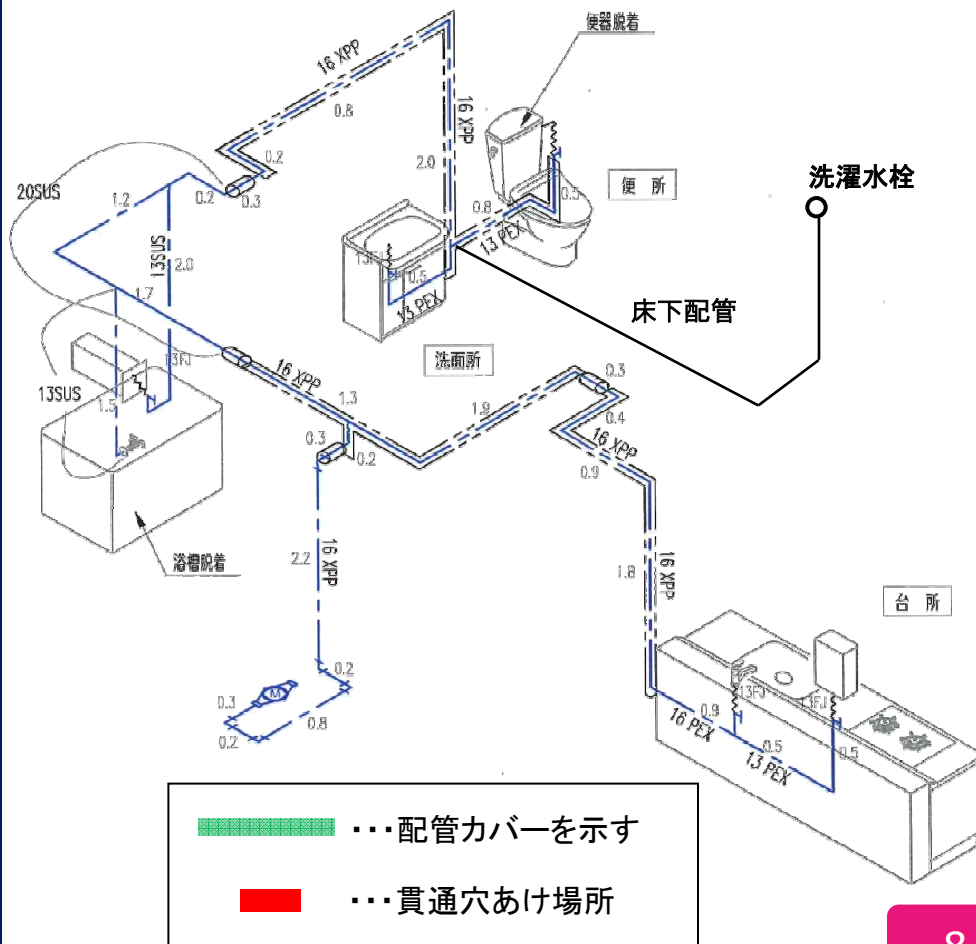 便器脱着
16 XPP
0.8
16 XPP
2.0
0.2
0.2
0.3
20SUS
1.2
便 所
洗濯水栓
0.5
0.8
13 PEX
13SUS
2.0
0.5
13 PEX
床下配管
1.7
洗面所
13FJ
13SUS
1.5
16 XPP
1.3
1.9
0.3
0.4
0.3
0.2
16 XPP
0.9
浴槽脱着
2.2
16 XPP
1.8
16 XPP
台 所
0.2
0.3
M
0.2
0.8
13FJ
13FJ
0.9
16 PEX
0.5
13 PEX
0.5
・・・配管カバーを示す
・・・貫通穴あけ場所